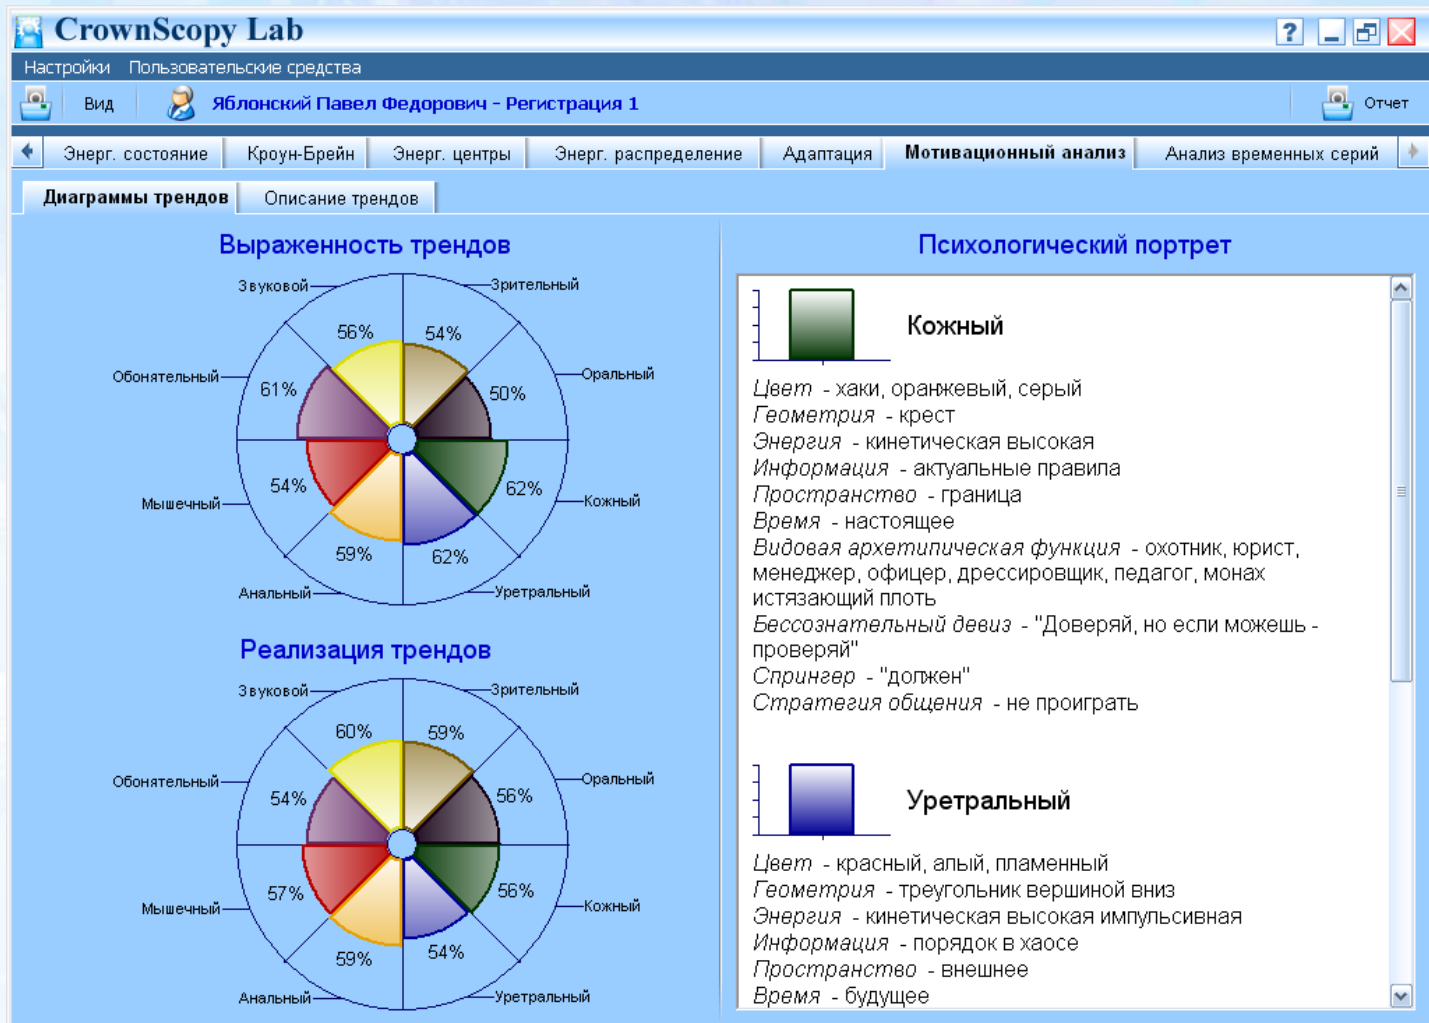 CrownScopy Lab
Настройки Пользовательские средства
Вид Яблонский Павел Федорович - Регистрация 1 Отчет
Энерг. состояние Кроун-Брейн Энерг. центры Энерг. распределение Адаптация Мотивационный анализ Анализ временных серий
Диаграммы трендов Описание трендов
Выраженность трендов
Звуковой Зрительный
56% 54%
Обонятельный Оральный
61% 50%
54% 62%
Мышечный Кожный
59% 62%
Анальный Уретральный
Реализация трендов
Звуковой Зрительный
60% 59%
Обонятельный Оральный
54% 56%
57% 56%
Мышечный Кожный
59% 54%
Анальный Уретральный
Психологический портрет
Кожный
Цвет - хаки, оранжевый, серый
Геометрия - крест
Энергия - кинетическая высокая
Информация - актуальные правила
Пространство - граница
Время - настоящее
Видовая архетипическая функция - охотник, юрист,
менеджер, офицер, дрессировщик, педагог, монах
истязающий плоть
Бессознательный девиз - "Доверяй, но если можешь -
проверяй"
Спрингер - "должен"
Стратегия общения - не проиграть
Уретральный
Цвет - красный, алый, пламенный
Геометрия - треугольник вершиной вниз
Энергия - кинетическая высокая импульсивная
Информация - порядок в хаосе
Пространство - внешнее
Время - будущее